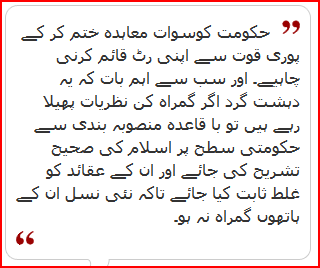 حکومت کوسوات معاہدہ ختم کر کے
پوری قوت سے اپنی رٹ قائم کرنی
چاہیے۔ اور سب سے اہم بات کہ یہ
دہشت گرد اگر گمراہ کن نظریات پھیلا
رہے ہیں تو با قاعدہ منصوبہ بندی سے
حکومتی سطح پر اسلام کی صحیح
تشریح کی جائے اور ان کے عقائد کو
غلط ثابت کیا جائے تاکہ نئی نسل ان کے
ہاتھوں گمراہ نہ ہو۔